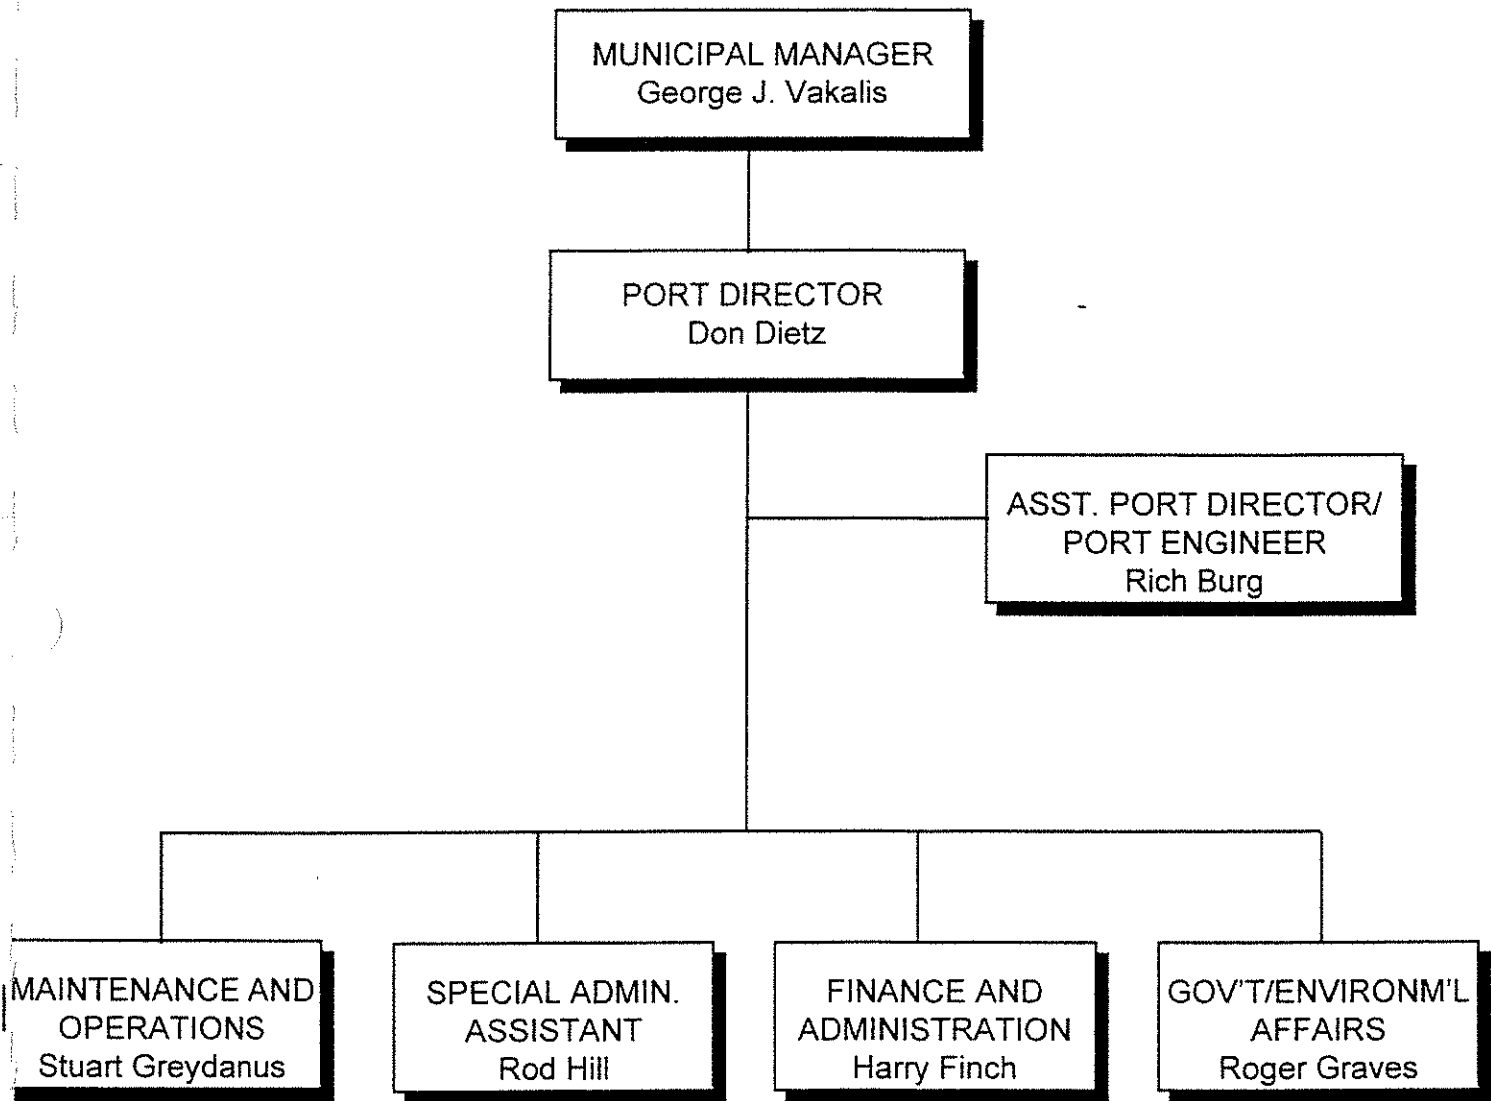 MUNICIPAL MANAGER
George J. Vakalis
PORT DIRECTOR
Don Dietz
ASST. PORT DIRECTOR/
PORT ENGINEER
Rich Burg
MAINTENANCE AND
OPERATIONS
Stuart Greydanus
SPECIAL ADMIN.
ASSISTANT
Rod Hill
FINANCE AND
ADMINISTRATION
Harry Finch
GOV'T/ENVIRONM'L
AFFAIRS
Roger Graves